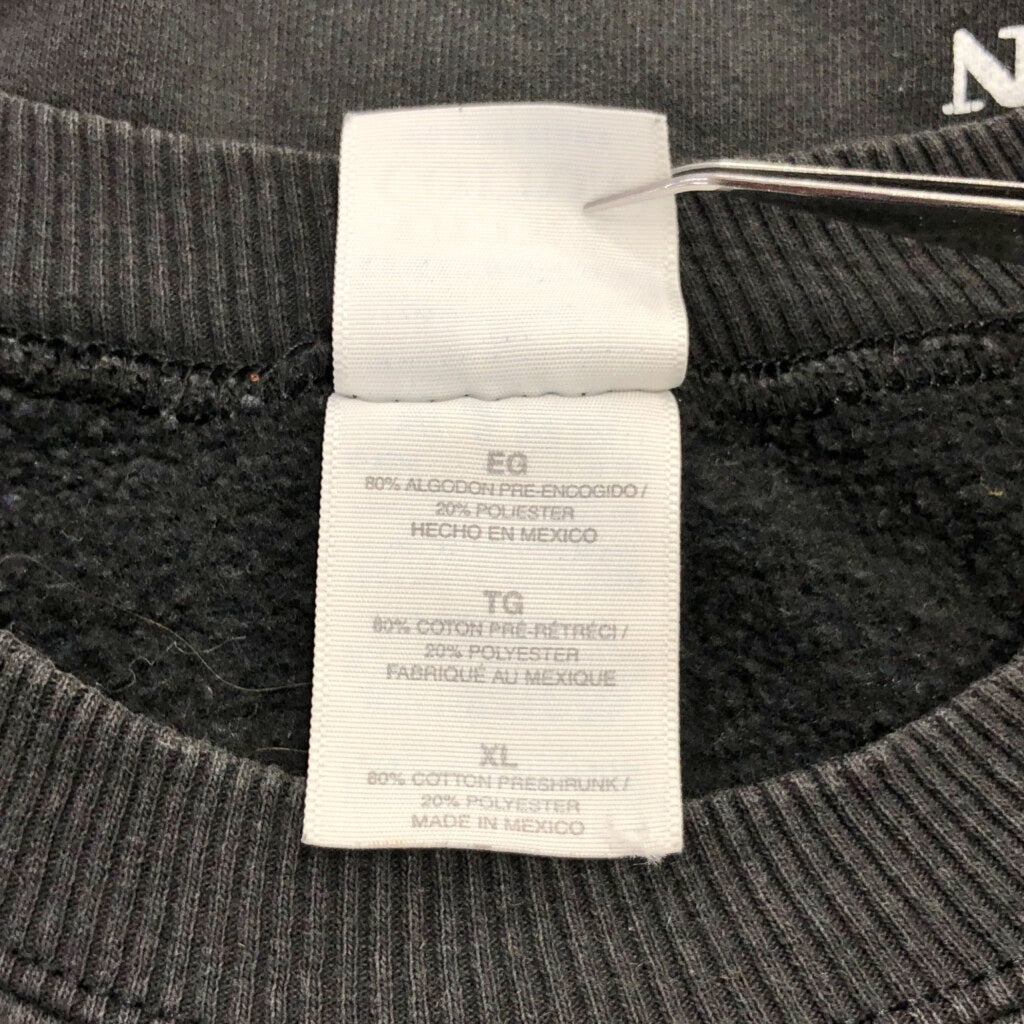 N
EG
80% ALGODON PRE-ENCOGIDO /
20% POLIESTER
HECHO EN MEXICO
TG
80% COTON PRÉ-RÉTRÉCI /
20% POLYESTER
FABRIQUÉ AU MEXIQUE
XL
80% COTTON PRESHRUNK /
20% POLYESTER
MADE IN MEXICO